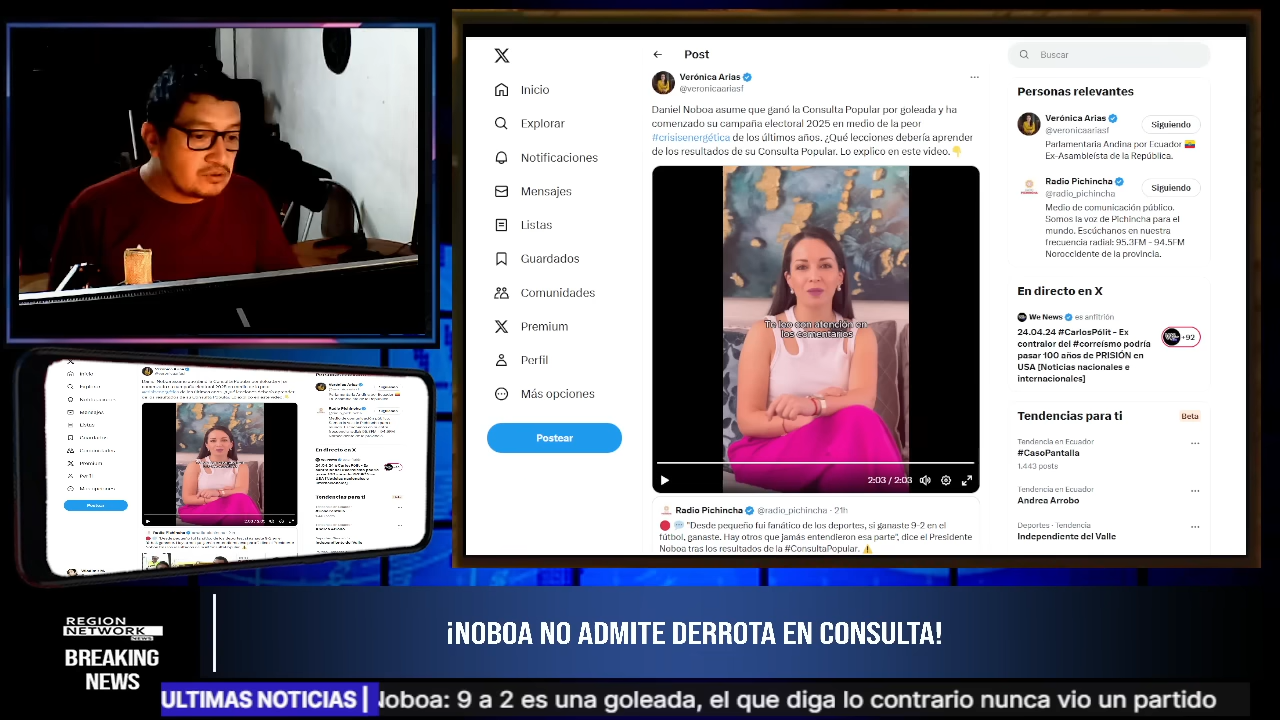 Inicio
Explorar
Notificaciones
Mensajes
Listas
Guardados
Comunidades
Premium
Perfil
Más opciones
Postear
Post
Verónica Arias
@veronicaariasf
Daniel Noboa asume que ganó la Consulta Popular por goleada y ha
comenzado su campaña electoral 2025 en medio de la peor
#crisisenergética de los últimos años. ¿Qué lecciones debería aprender
de los resultados de su Consulta Popular. Lo explico en este video.👇
Te leo con atención en
los comentarios
2:03 / 2:03
Radio Pichincha @radio_pichincha · 21h
🔴 💬 "Desde pequeño fui fanático de los deportes, si ganaste 9-2 en el
fútbol, ganaste. Hay otros que jamás entendieron esa parte", dice el Presidente
Noboa tras los resultados de la #ConsultaPopular. ⚠️
Buscar
Personas relevantes
Verónica Arias
@veronicaariasf
Siguiendo
Parlamentaria Andina por Ecuador 🇪🇨
Ex-Asambleísta de la República.
Radio Pichincha
@radio_pichincha
Siguiendo
Medio de comunicación público.
Somos la voz de Pichincha para el
mundo. Escúchanos en nuestra
frecuencia radial: 95.3FM - 94.5FM
Noroccidente de la provincia.
En directo en X
We News es anfitrión
24.04.24 #CarlosPólit - Ex
contralor del #correísmo podría
pasar 100 años de PRISIÓN en
USA [Noticias nacionales e
internacionales]
+92
Tendencias para ti
Beta
Tendencia en Ecuador
#CasoPantalla
1.443 posts
Tendencia en Ecuador
Andrea Arrobo
Deportes · Tendencia
Independiente del Valle
REGION
NETWORK
NEWS
BREAKING
NEWS
¡NOBOA NO ADMITE DERROTA EN CONSULTA!
ULTIMAS NOTICIAS | Noboa: 9 a 2 es una goleada, el que diga lo contrario nunca vio un partido